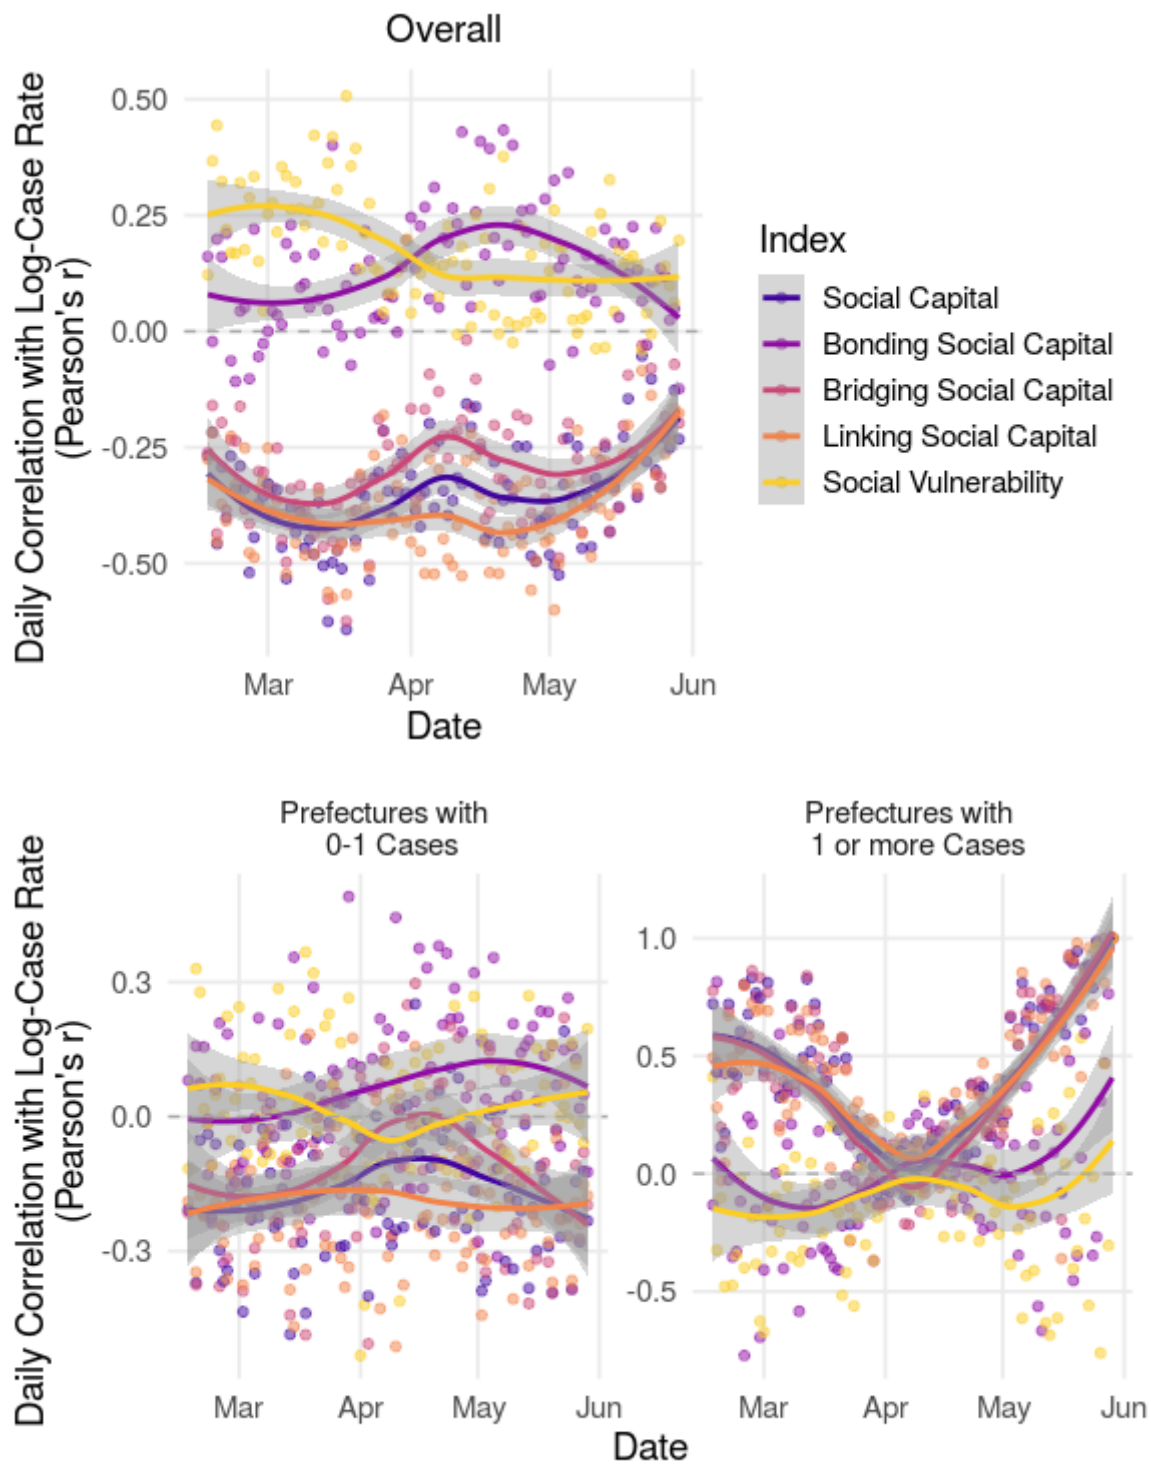 Overall
Daily Correlation with Log-Case Rate
(Pearson's r)
0.50
0.25
0.00
-0.25
-0.50
Mar
Apr
May
Jun
Date
Index
Social Capital
Bonding Social Capital
Bridging Social Capital
Linking Social Capital
Social Vulnerability
Prefectures with
0-1 Cases
Prefectures with
1 or more Cases
Daily Correlation with Log-Case Rate
(Pearson's r)
0.3
0.0
-0.3
1.0
0.5
0.0
-0.5
Mar
Apr
May
Jun
Mar
Apr
May
Jun
Date